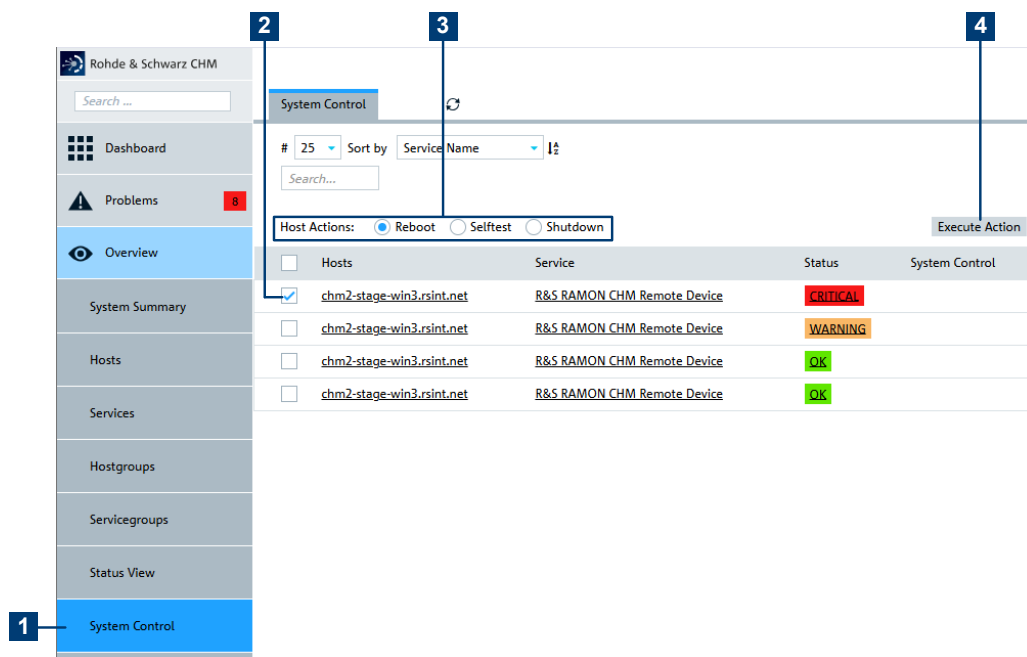 2 3 4
Rohde & Schwarz CHM
Search ...
System Control
Dashboard
# 25 Sort by Service Name
Search...
Problems 8
Host Actions: Reboot Selftest Shutdown
Execute Action
Overview
Hosts Service Status System Control
chm2-stage-win3.rsint.net R&S RAMON CHM Remote Device CRITICAL
System Summary
chm2-stage-win3.rsint.net R&S RAMON CHM Remote Device WARNING
Hosts
chm2-stage-win3.rsint.net R&S RAMON CHM Remote Device OK
chm2-stage-win3.rsint.net R&S RAMON CHM Remote Device OK
Services
Hostgroups
Servicegroups
Status View
1 System Control